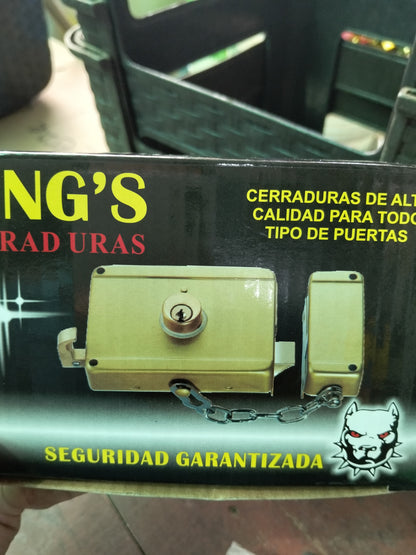 NG'S
RAD URAS
CERRADURAS DE ALT
CALIDAD PARA TODO
TIPO DE PUERTAS
SEGURIDAD GARANTIZADA